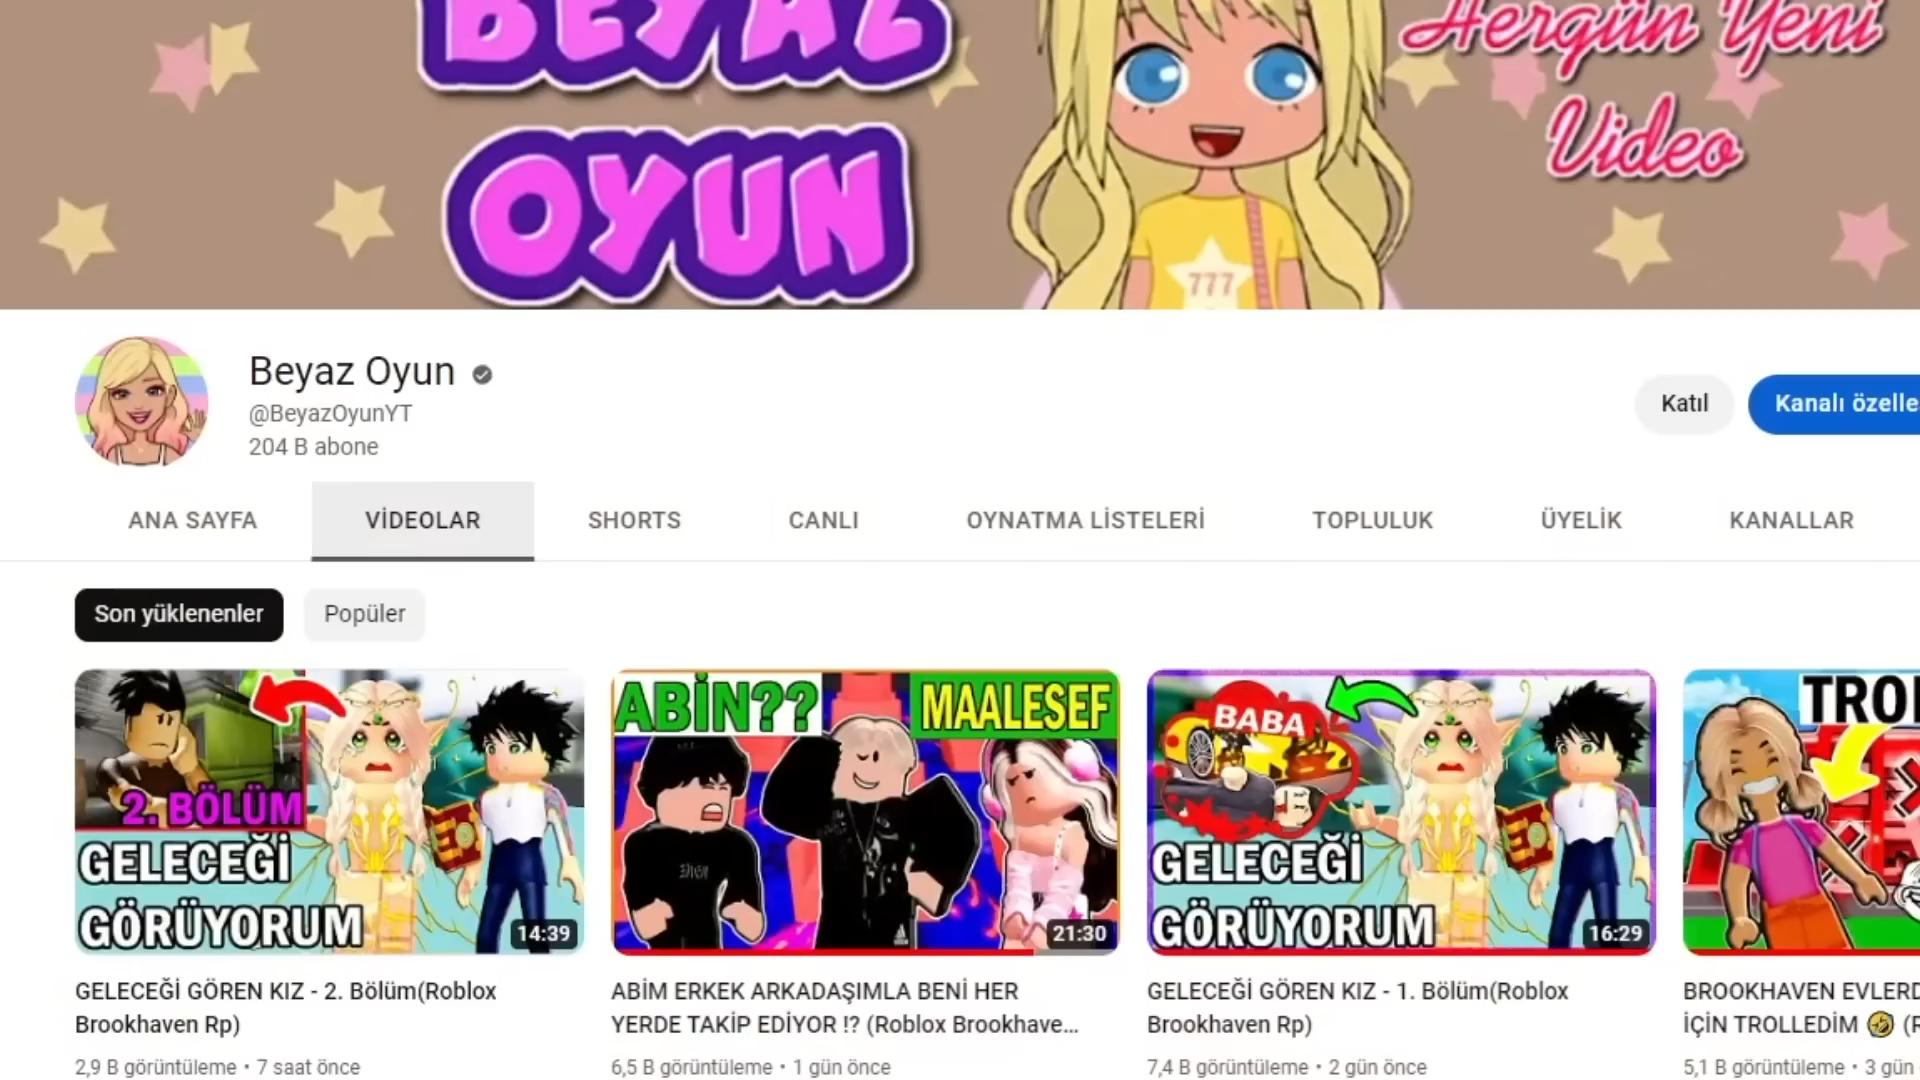 BEYAZ
OYUN
Hergün Yeni
Video
777
Beyaz Oyun
@BeyazOyunYT
204 B abone
Katıl
Kanalı özelle
ANA SAYFA
VİDEOLAR
SHORTS
CANLI
OYNATMA LİSTELERİ
TOPLULUK
ÜYELİK
KANALLAR
Son yüklenenler
Popüler
2. BÖLÜM
GELECEĞİ
GÖRÜYORUM
14:39
ABİN??
MAALESEF
21:30
BABA
GELECEĞİ
GÖRÜYORUM
16:29
TROL
GELECEĞİ GÖREN KIZ - 2. Bölüm(Roblox
Brookhaven Rp)
2,9 B görüntüleme • 7 saat önce
ABİM ERKEK ARKADAŞIMLA BENİ HER
YERDE TAKİP EDİYOR !? (Roblox Brookhave...
6,5 B görüntüleme • 1 gün önce
GELECEĞİ GÖREN KIZ - 1. Bölüm(Roblox
Brookhaven Rp)
7,4 B görüntüleme • 2 gün önce
BROOKHAVEN EVLERD
İÇİN TROLLEDİM 🤣 (R
5,1 B görüntüleme • 3 gün